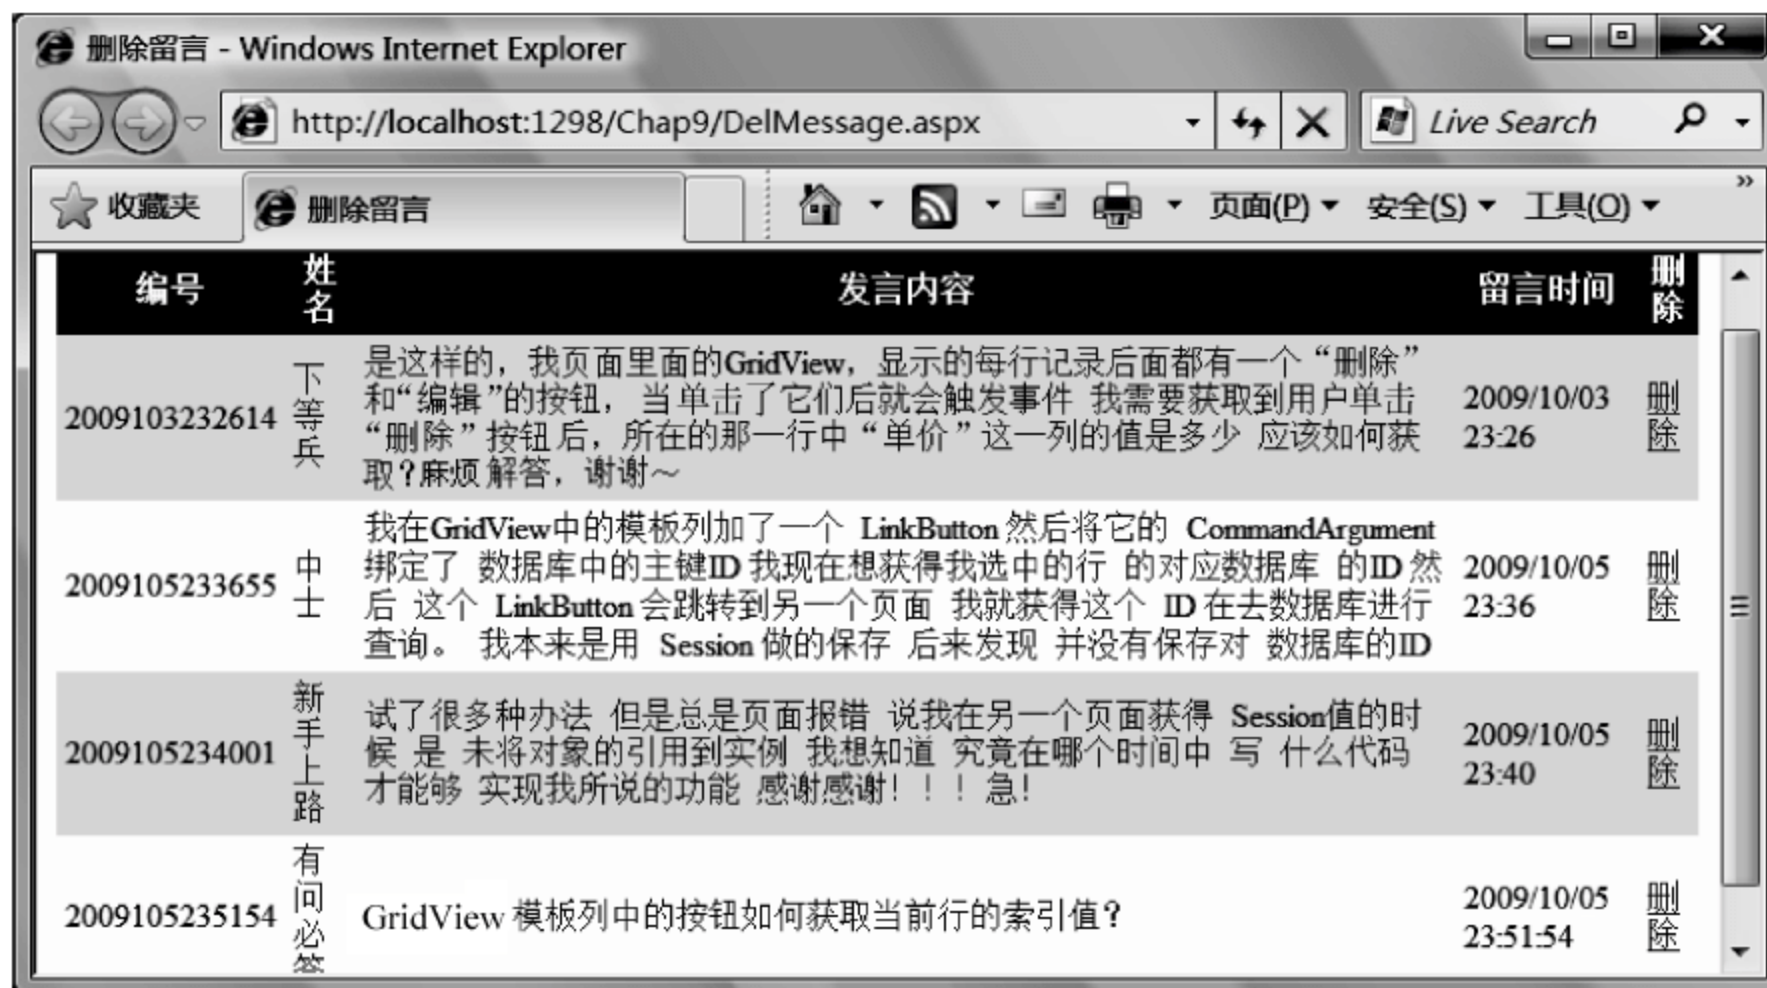 删除留言 - Windows Internet Explorer
http://localhost:1298/Chap9/DelMessage.aspx
Live Search
收藏夹
删除留言
页面(P)
安全(S)
工具(O)
编号
姓名
发言内容
留言时间
删除
2009103232614
下等兵
是这样的，我页面里面的GridView，显示的每行记录后面都有一个“删除”
和“编辑”的按钮，当单击了它们后就会触发事件 我需要获取到用户单击
“删除”按钮后，所在的那一行中“单价”这一列的值是多少 应该如何获
取？麻烦解答，谢谢～
2009/10/03
23:26
删除
2009105233655
中士
我在GridView中的模板列加了一个 LinkButton 然后将它的 CommandArgument
绑定了 数据库中的主键ID 我现在想获得我选中的行 的对应数据库 的ID 然
后 这个 LinkButton 会跳转到另一个页面 我就获得这个 ID 在去数据库进行
查询。 我本来是用 Session 做的保存 后来发现 并没有保存对 数据库的ID
2009/10/05
23:36
删除
2009105234001
新手上路
试了很多种办法 但是总是页面报错 说我在另一个页面获得 Session值的时
候 是 未将对象的引用到实例 我想知道 究竟在哪个时间中 写 什么代码
才能够 实现我所说的功能 感谢感谢！！！急！
2009/10/05
23:40
删除
2009105235154
有问必答
GridView 模板列中的按钮如何获取当前行的索引值？
2009/10/05
23:51:54
删除